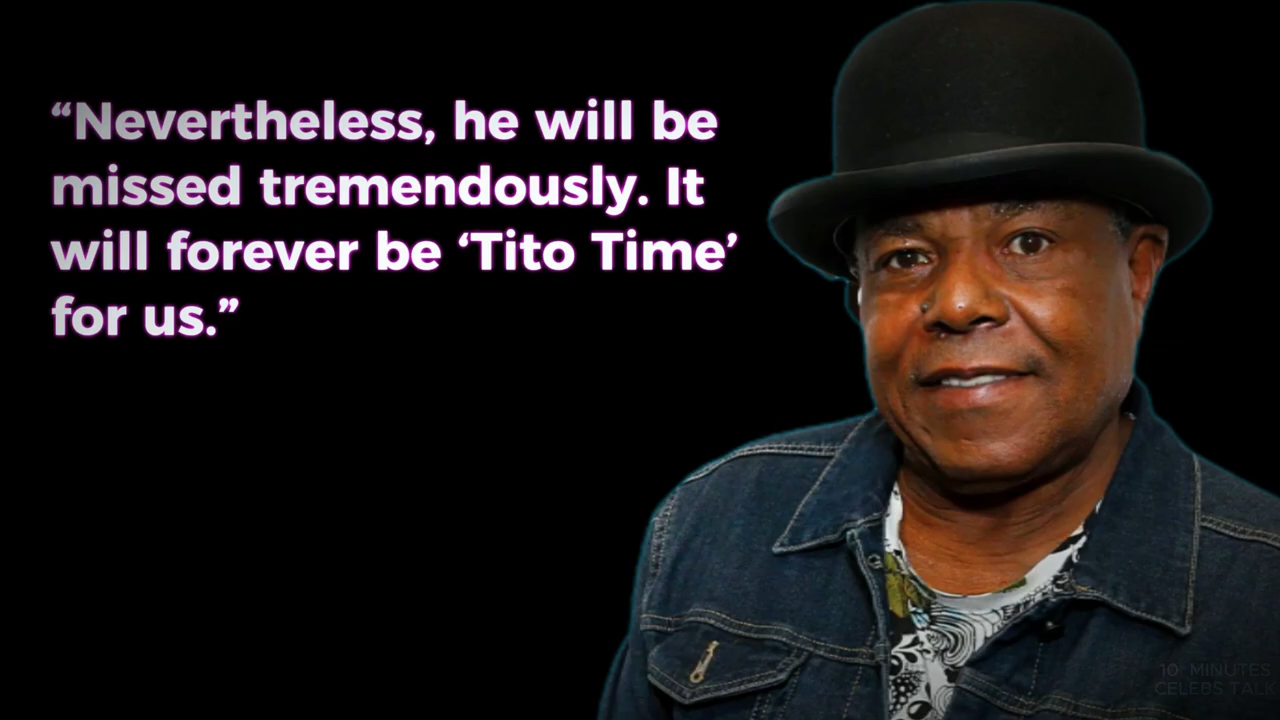 “Nevertheless, he will be
missed tremendously. It
will forever be ‘Tito Time’
for us.”
10 MINUTES
CELEBS TALK